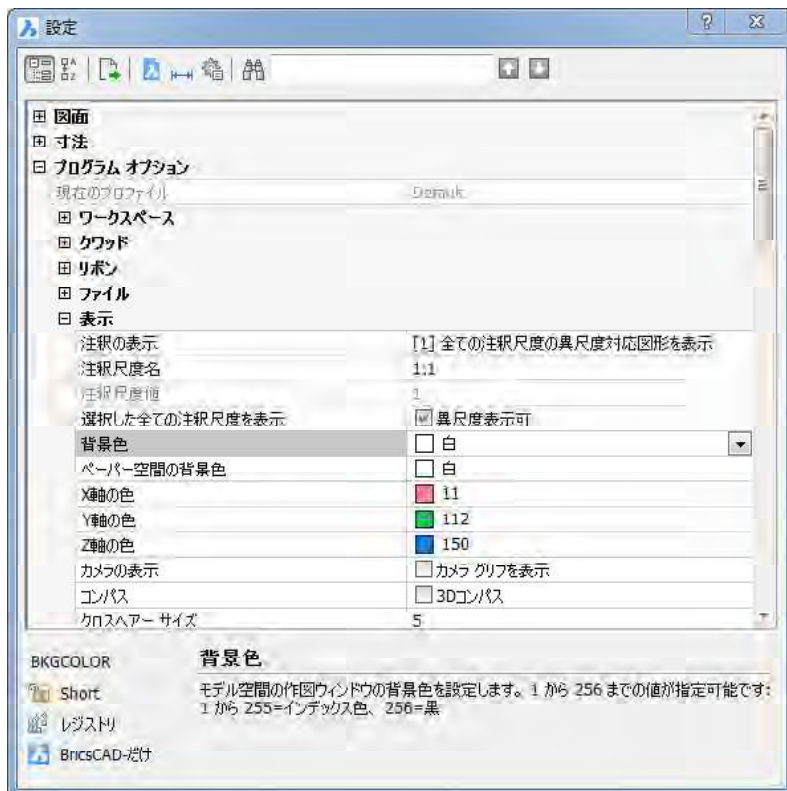 設定
図面
寸法
プログラム オプション
現在のプロファイル Default
ワークスペース
クワッド
リボン
ファイル
表示
注釈の表示 [1] 全ての注釈尺度の異尺度対応図形を表示
注釈尺度名 1:1
注釈尺度値 1
選択した全ての注釈尺度を表示 異尺度表示可
背景色 白
ペーパー空間の背景色 白
X軸の色 11
Y軸の色 112
Z軸の色 150
カメラの表示 カメラ グリフを表示
コンパス 3Dコンパス
クロスヘアー サイズ 5
BKGCOLOR 背景色
Short モデル空間の作図ウィンドウの背景色を設定します。1 から 256 までの値が指定可能です:
レジストリ 1 から 255=インデックス色、256=黒
BricsCAD-だけ